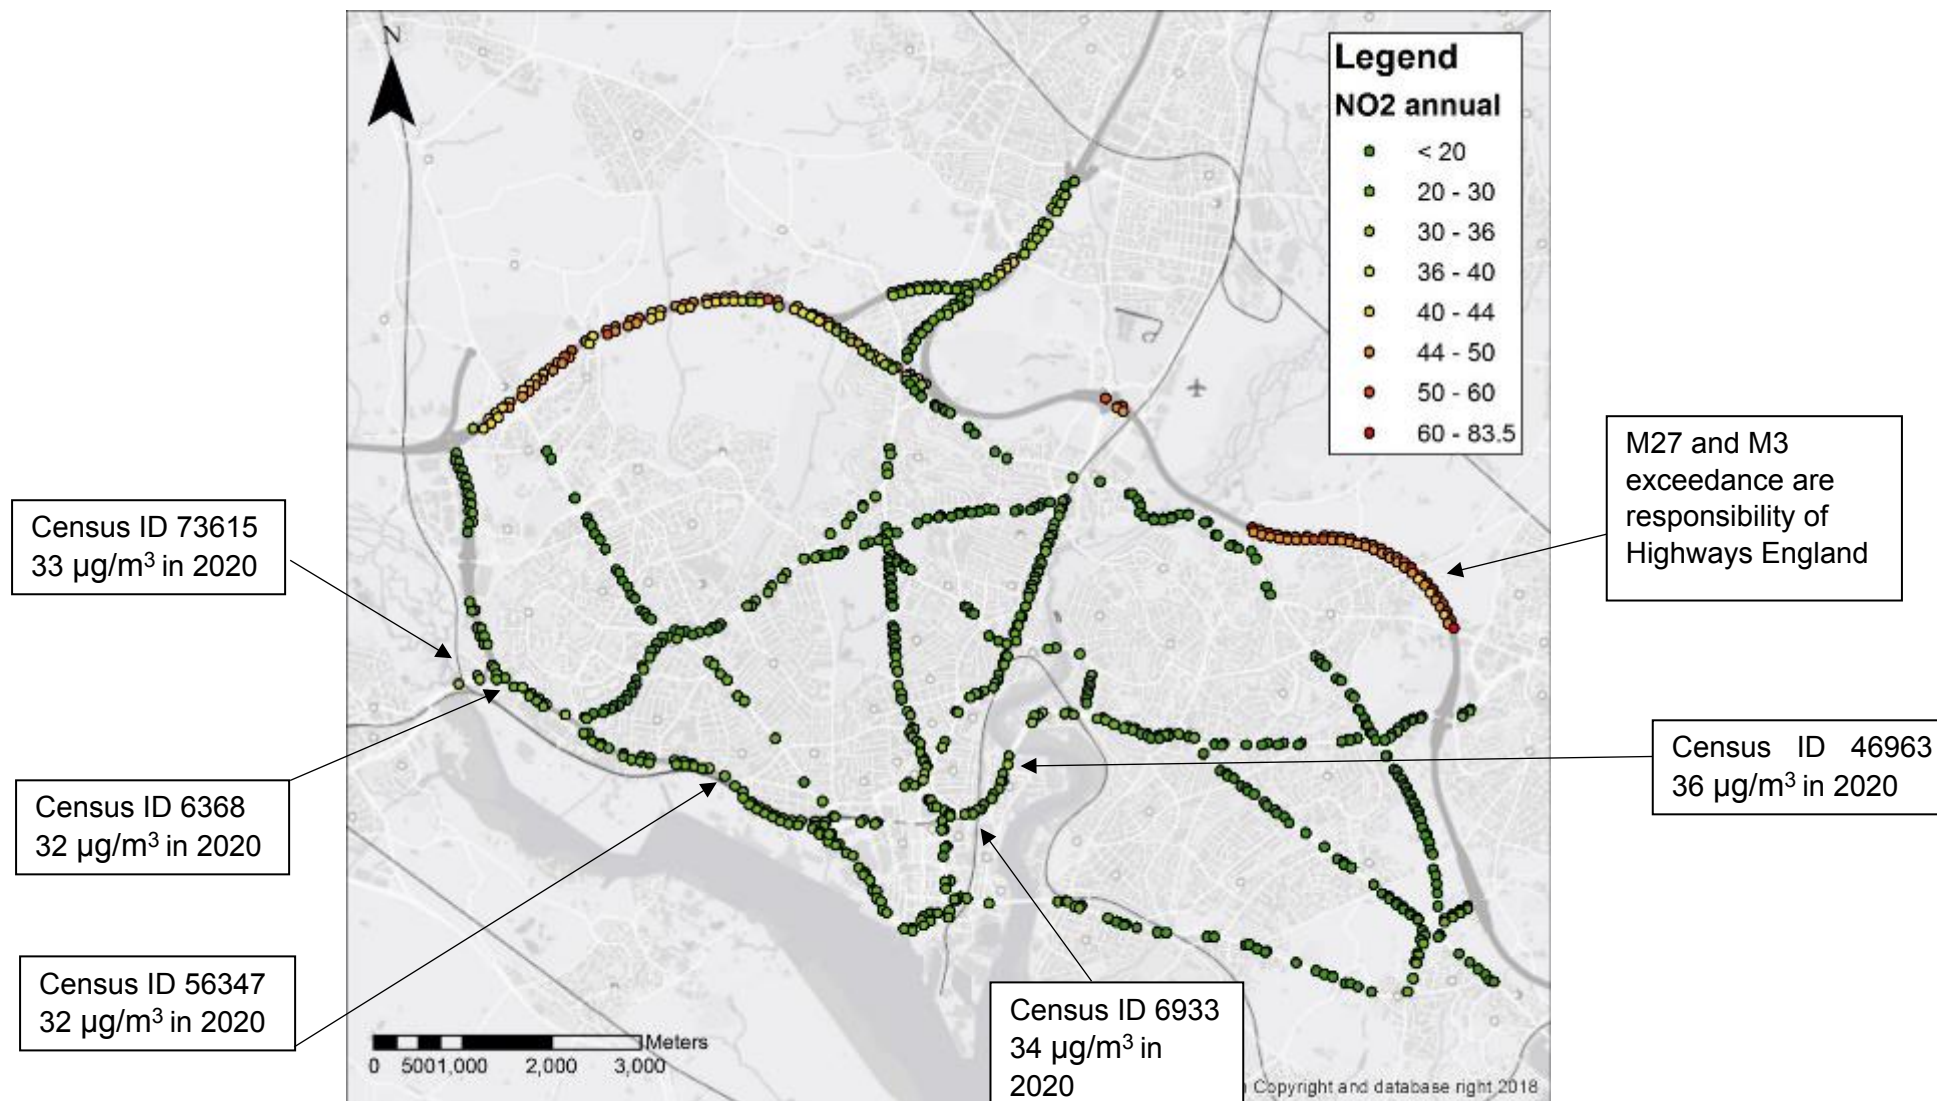 N
Legend
NO2 annual
< 20
20 - 30
30 - 36
36 - 40
40 - 44
44 - 50
50 - 60
60 - 83.5
M27 and M3
exceedance are
responsibility of
Highways England
Census ID 73615
33 µg/m³ in 2020
Census ID 46963
36 µg/m³ in 2020
Census ID 6368
32 µg/m³ in 2020
Census ID 56347
32 µg/m³ in 2020
Census ID 6933
34 µg/m³ in
2020
Meters
0 500 1,000 2,000 3,000
Copyright and database right 2018